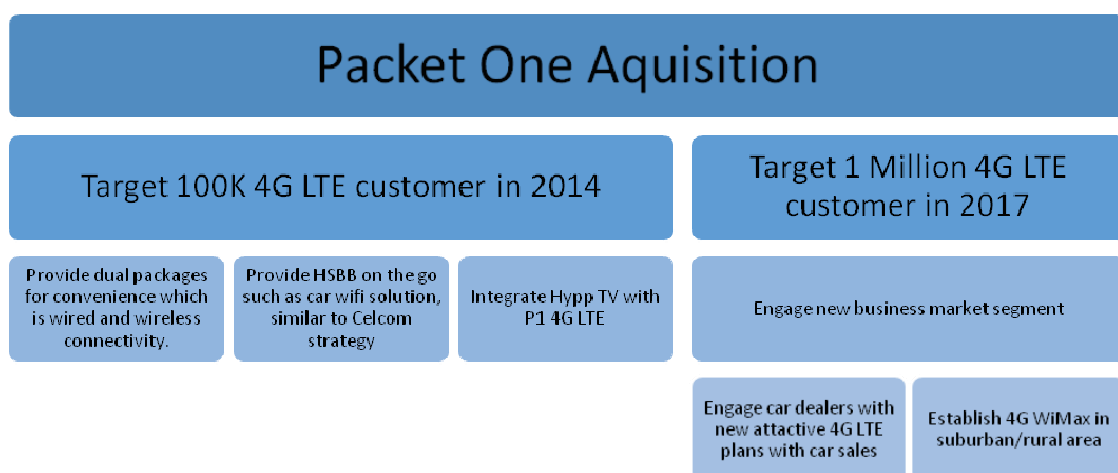 Packet One Aquisition
Target 100K 4G LTE customer in 2014
Target 1 Million 4G LTE
customer in 2017
Provide dual packages
for convenience which
is wired and wireless
connectivity.
Provide HSBB on the go
such as car wifi solution,
similar to Celcom
strategy
Integrate Hypp TV with
P1 4G LTE
Engage new business market segment
Engage car dealers with
new attactive 4G LTE
plans with car sales
Establish 4G WiMax in
suburban/rural area